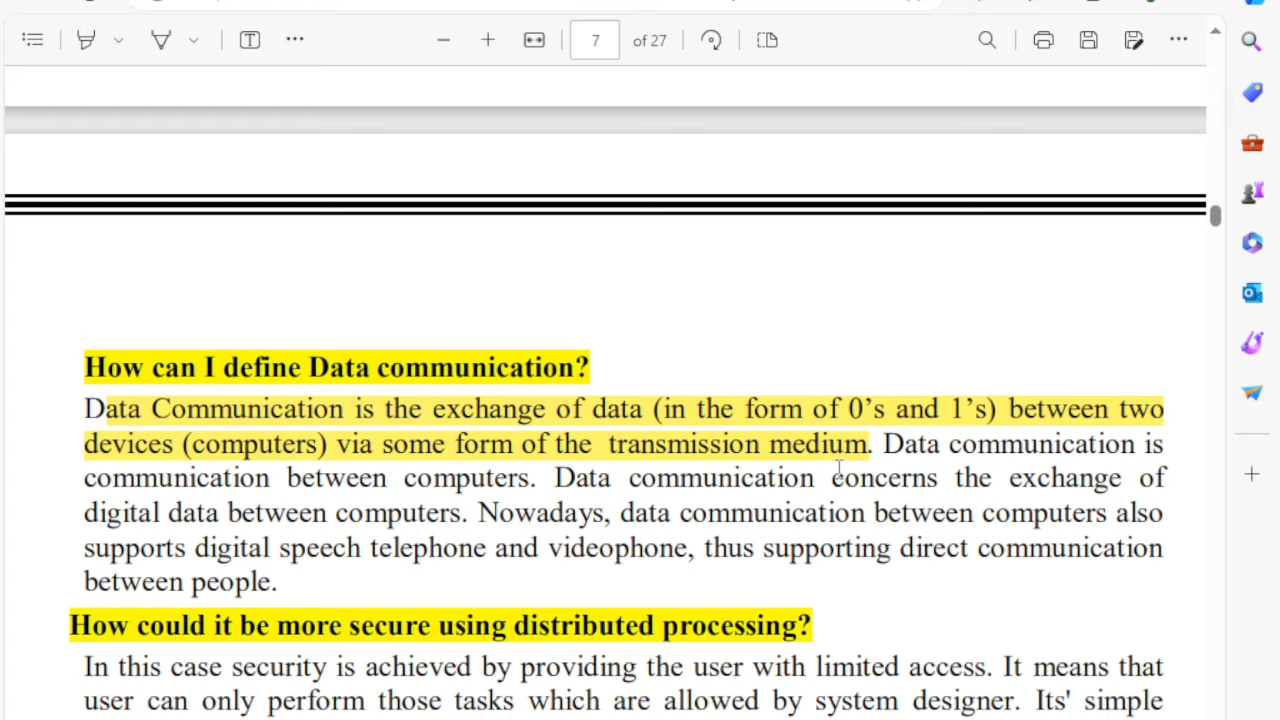 7 of 27
How can I define Data communication?
Data Communication is the exchange of data (in the form of 0’s and 1’s) between two
devices (computers) via some form of the transmission medium. Data communication is
communication between computers. Data communication concerns the exchange of
digital data between computers. Nowadays, data communication between computers also
supports digital speech telephone and videophone, thus supporting direct communication
between people.
How could it be more secure using distributed processing?
In this case security is achieved by providing the user with limited access. It means that
user can only perform those tasks which are allowed by system designer. Its' simple